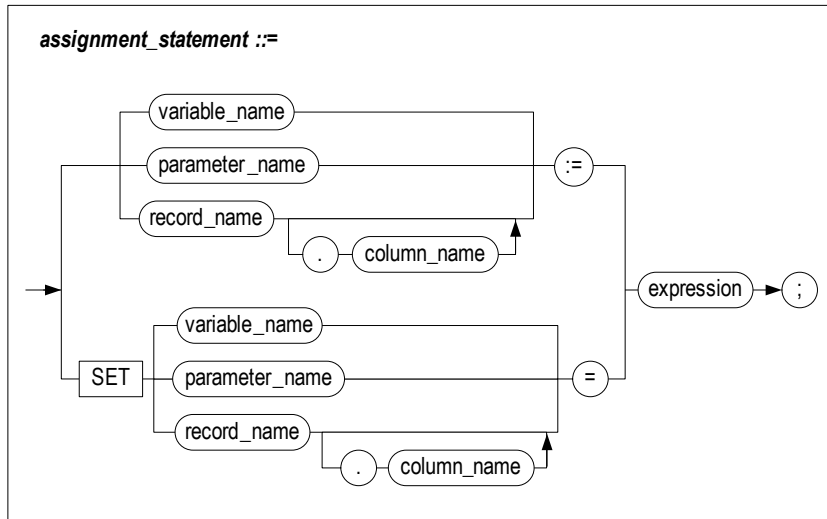 assignment_statement ::=
variable_name
parameter_name :=
record_name
. column_name
expression ;
variable_name
SET parameter_name =
record_name
. column_name